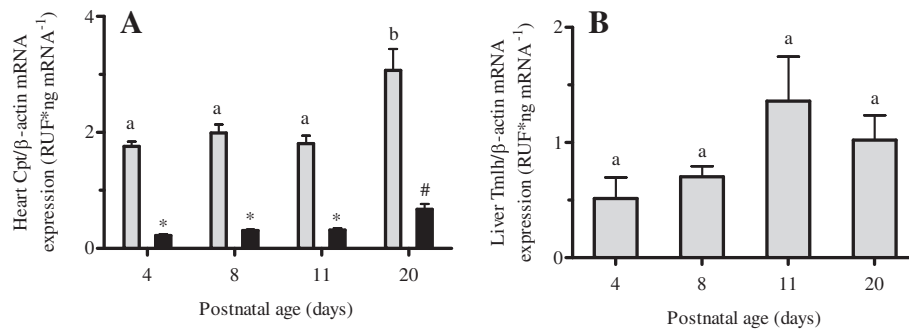 A
Heart Cpt/β-actin mRNA
expression (RUF*ng mRNA-1)
4
2
0
a
*
a
*
a
*
b
#
4 8 11 20
Postnatal age (days)
B
Liver Tmlh/β-actin mRNA
expression (RUF*ng mRNA-1)
2
1
0
a
a
a
a
4 8 11 20
Postnatal age (days)